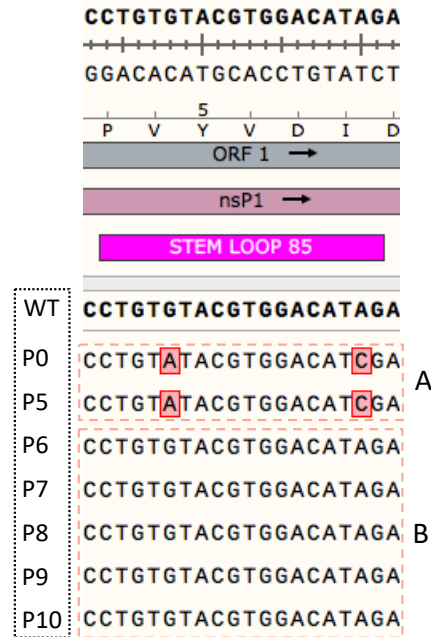 CCTGTGTACGTGGACATAGA
GGACACATGCACCTGTATCT
5
P V Y V D I D
ORF 1
nsP1
STEM LOOP 85
WT CCTGTGTACGTGGACATAGA
P0 CCTGTATACGTGGACATCGA
A
P5 CCTGTATACGTGGACATCGA
P6 CCTGTGTACGTGGACATAGA
P7 CCTGTGTACGTGGACATAGA
P8 CCTGTGTACGTGGACATAGA B
P9 CCTGTGTACGTGGACATAGA
P10 CCTGTGTACGTGGACATAGA